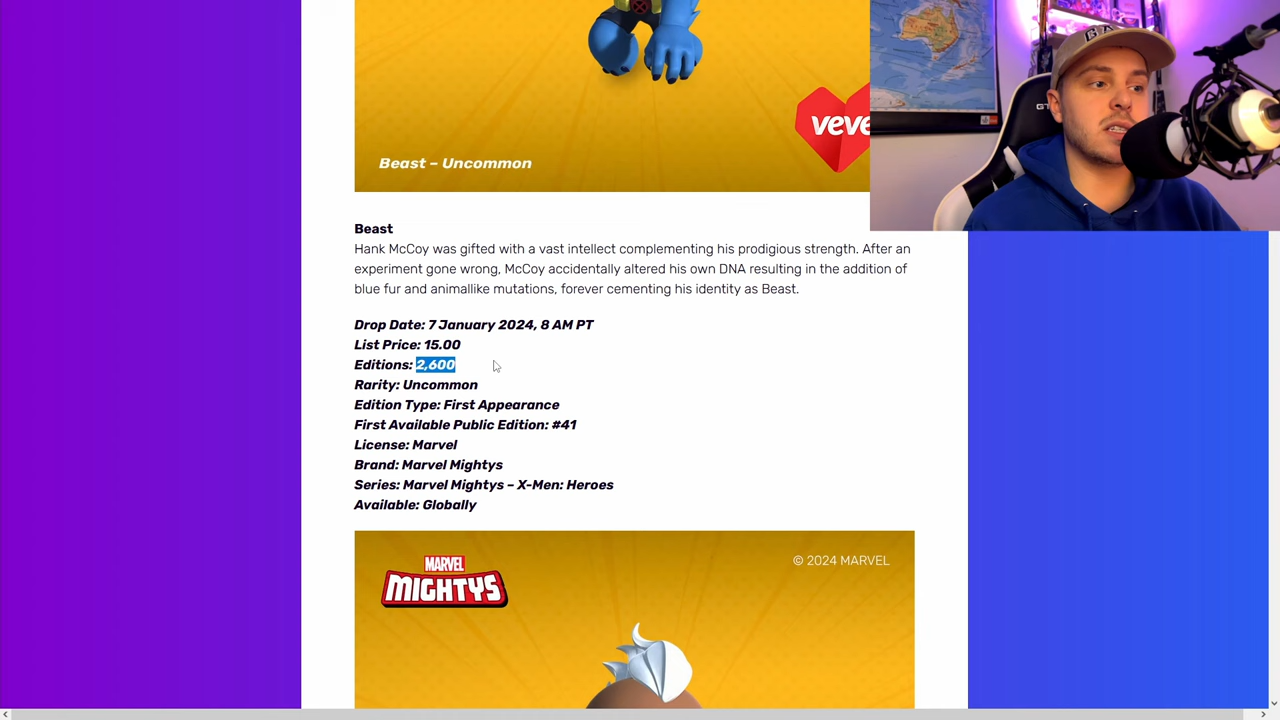 veve
Beast – Uncommon
Beast
Hank McCoy was gifted with a vast intellect complementing his prodigious strength. After an
experiment gone wrong, McCoy accidentally altered his own DNA resulting in the addition of
blue fur and animallike mutations, forever cementing his identity as Beast.
Drop Date: 7 January 2024, 8 AM PT
List Price: 15.00
Editions: 2,600
Rarity: Uncommon
Edition Type: First Appearance
First Available Public Edition: #41
License: Marvel
Brand: Marvel Mightys
Series: Marvel Mightys – X-Men: Heroes
Available: Globally
MARVEL
MIGHTYS
© 2024 MARVEL